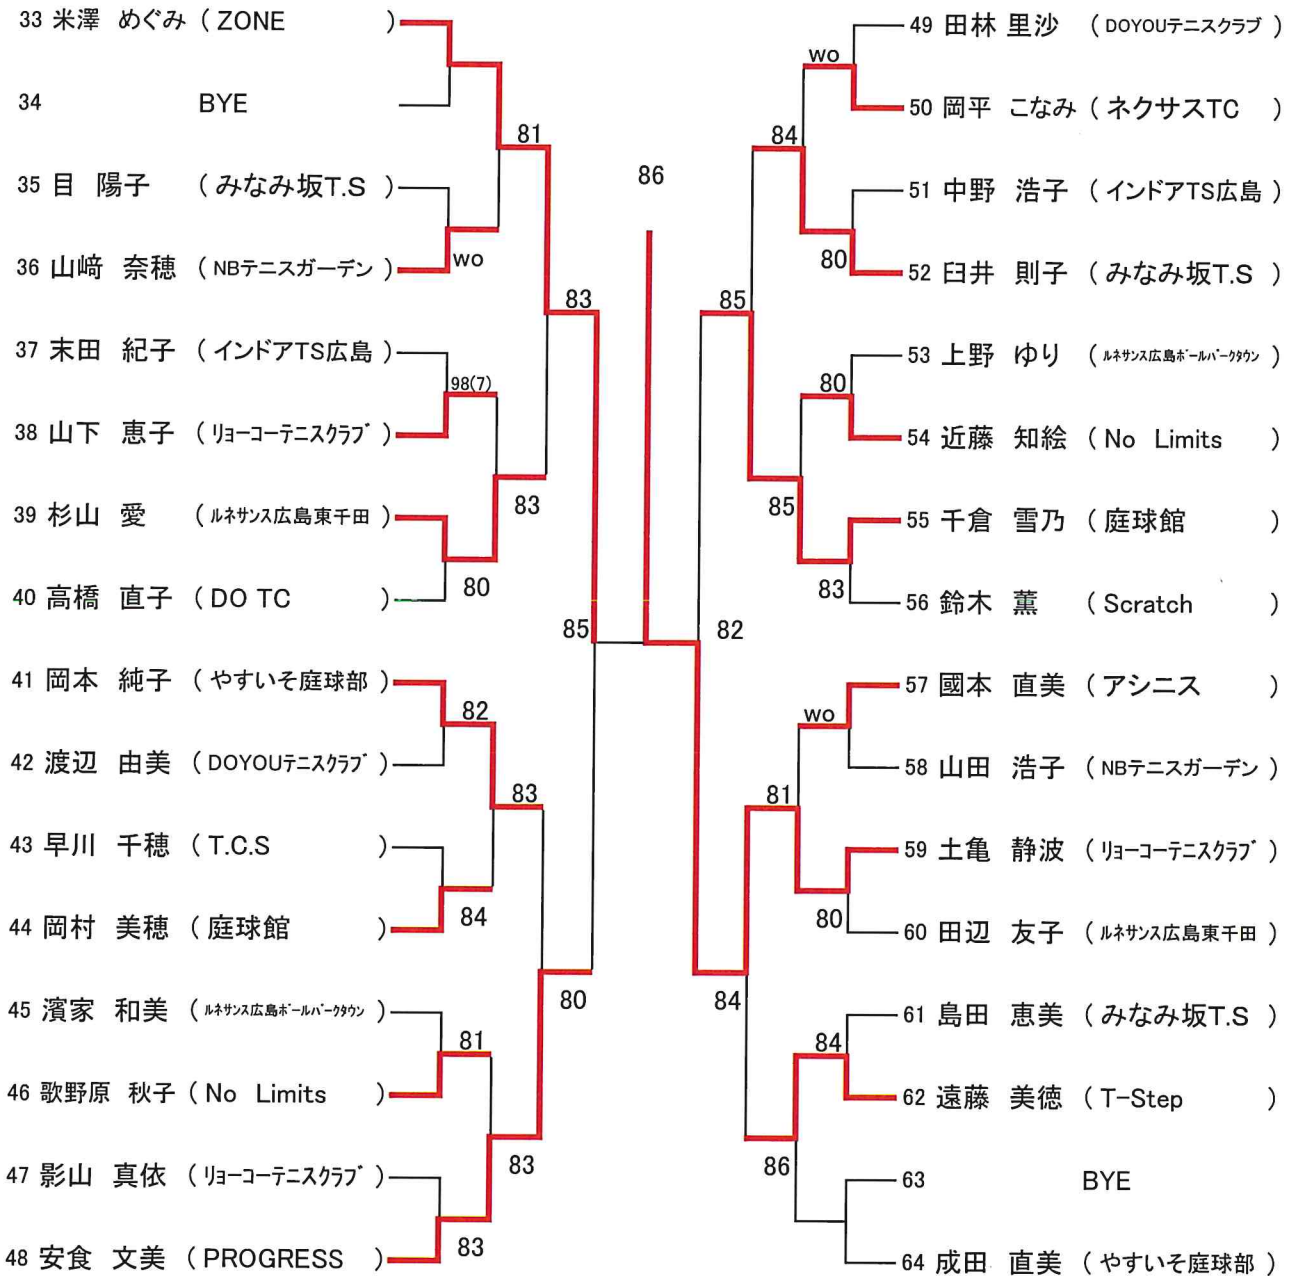 33 米澤 めぐみ ( ZONE )
34 BYE
81
35 目 陽子 ( みなみ坂T.S )
36 山﨑 奈穂 ( NBテニスガーデン )
wo
83
37 末田 紀子 ( インドアTS広島 )
98(7)
38 山下 恵子 ( リョーコーテニスクラブ )
39 杉山 愛 ( ルネサンス広島東千田 )
83
80
40 高橋 直子 ( DO TC )
85
41 岡本 純子 ( やすいそ庭球部 )
82
42 渡辺 由美 ( DOYOUテニスクラブ )
83
43 早川 千穂 ( T.C.S )
84
44 岡村 美穂 ( 庭球館 )
80
45 濱家 和美 ( ルネサンス広島ボールパークタウン )
81
46 歌野原 秋子 ( No Limits )
83
47 影山 真依 ( リョーコーテニスクラブ )
83
48 安食 文美 ( PROGRESS )
86
49 田林 里沙 ( DOYOUテニスクラブ )
wo
50 岡平 こなみ ( ネクサスTC )
84
51 中野 浩子 ( インドアTS広島 )
80
52 臼井 則子 ( みなみ坂T.S )
85
53 上野 ゆり ( ルネサンス広島ボールパークタウン )
80
54 近藤 知絵 ( No Limits )
85
55 千倉 雪乃 ( 庭球館 )
83
56 鈴木 薫 ( Scratch )
82
57 國本 直美 ( アシニス )
wo
58 山田 浩子 ( NBテニスガーデン )
81
59 土亀 静波 ( リョーコーテニスクラブ )
80
60 田辺 友子 ( ルネサンス広島東千田 )
84
61 島田 恵美 ( みなみ坂T.S )
84
62 遠藤 美徳 ( T-Step )
86
63 BYE
64 成田 直美 ( やすいそ庭球部 )